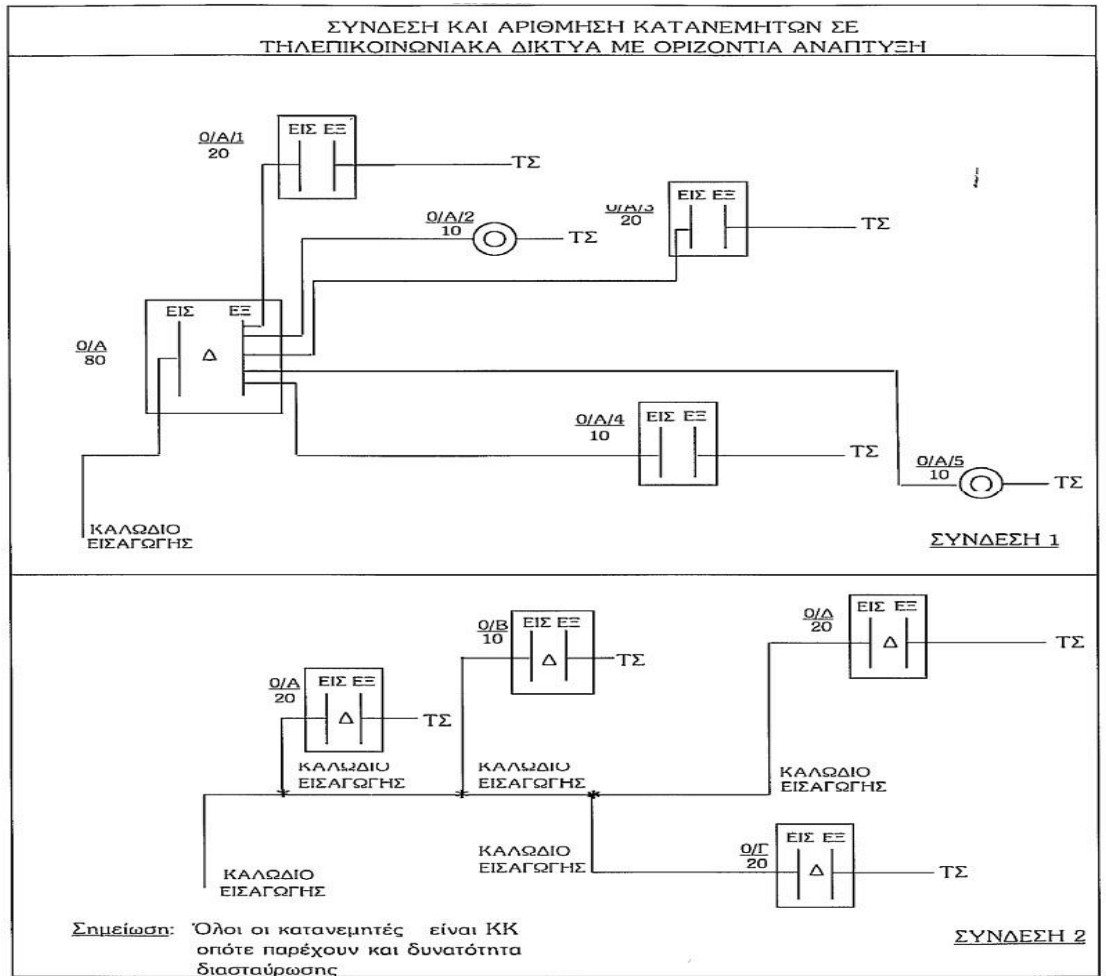 ΣΥΝΔΕΣΗ ΚΑΙ ΑΡΙΘΜΗΣΗ ΚΑΤΑΝΕΜΗΤΩΝ ΣΕ
ΤΗΛΕΠΙΚΟΙΝΩΝΙΑΚΑ ΔΙΚΤΥΑ ΜΕ ΟΡΙΖΟΝΤΙΑ ΑΝΑΠΤΥΞΗ
0/Α/1
20
ΕΙΣ ΕΞ
ΤΣ
0/Α/2
10
ΤΣ
0/Α/3
20
ΕΙΣ ΕΞ
ΤΣ
0/Α
80
ΕΙΣ ΕΞ
Δ
0/Α/4
10
ΕΙΣ ΕΞ
ΤΣ
0/Α/5
10
ΤΣ
ΚΑΛΩΔΙΟ
ΕΙΣΑΓΩΓΗΣ
ΣΥΝΔΕΣΗ 1
0/Α
20
ΕΙΣ ΕΞ
Δ
ΤΣ
0/Β
10
ΕΙΣ ΕΞ
Δ
ΤΣ
0/Δ
20
ΕΙΣ ΕΞ
Δ
ΤΣ
ΚΑΛΩΔΙΟ
ΕΙΣΑΓΩΓΗΣ
ΚΑΛΩΔΙΟ
ΕΙΣΑΓΩΓΗΣ
ΚΑΛΩΔΙΟ
ΕΙΣΑΓΩΓΗΣ
ΚΑΛΩΔΙΟ
ΕΙΣΑΓΩΓΗΣ
ΚΑΛΩΔΙΟ
ΕΙΣΑΓΩΓΗΣ
0/Γ
20
ΕΙΣ ΕΞ
Δ
ΤΣ
Σημείωση: Όλοι οι κατανεμητές είναι ΚΚ
οπότε παρέχουν και δυνατότητα
διασταύρωσης
ΣΥΝΔΕΣΗ 2